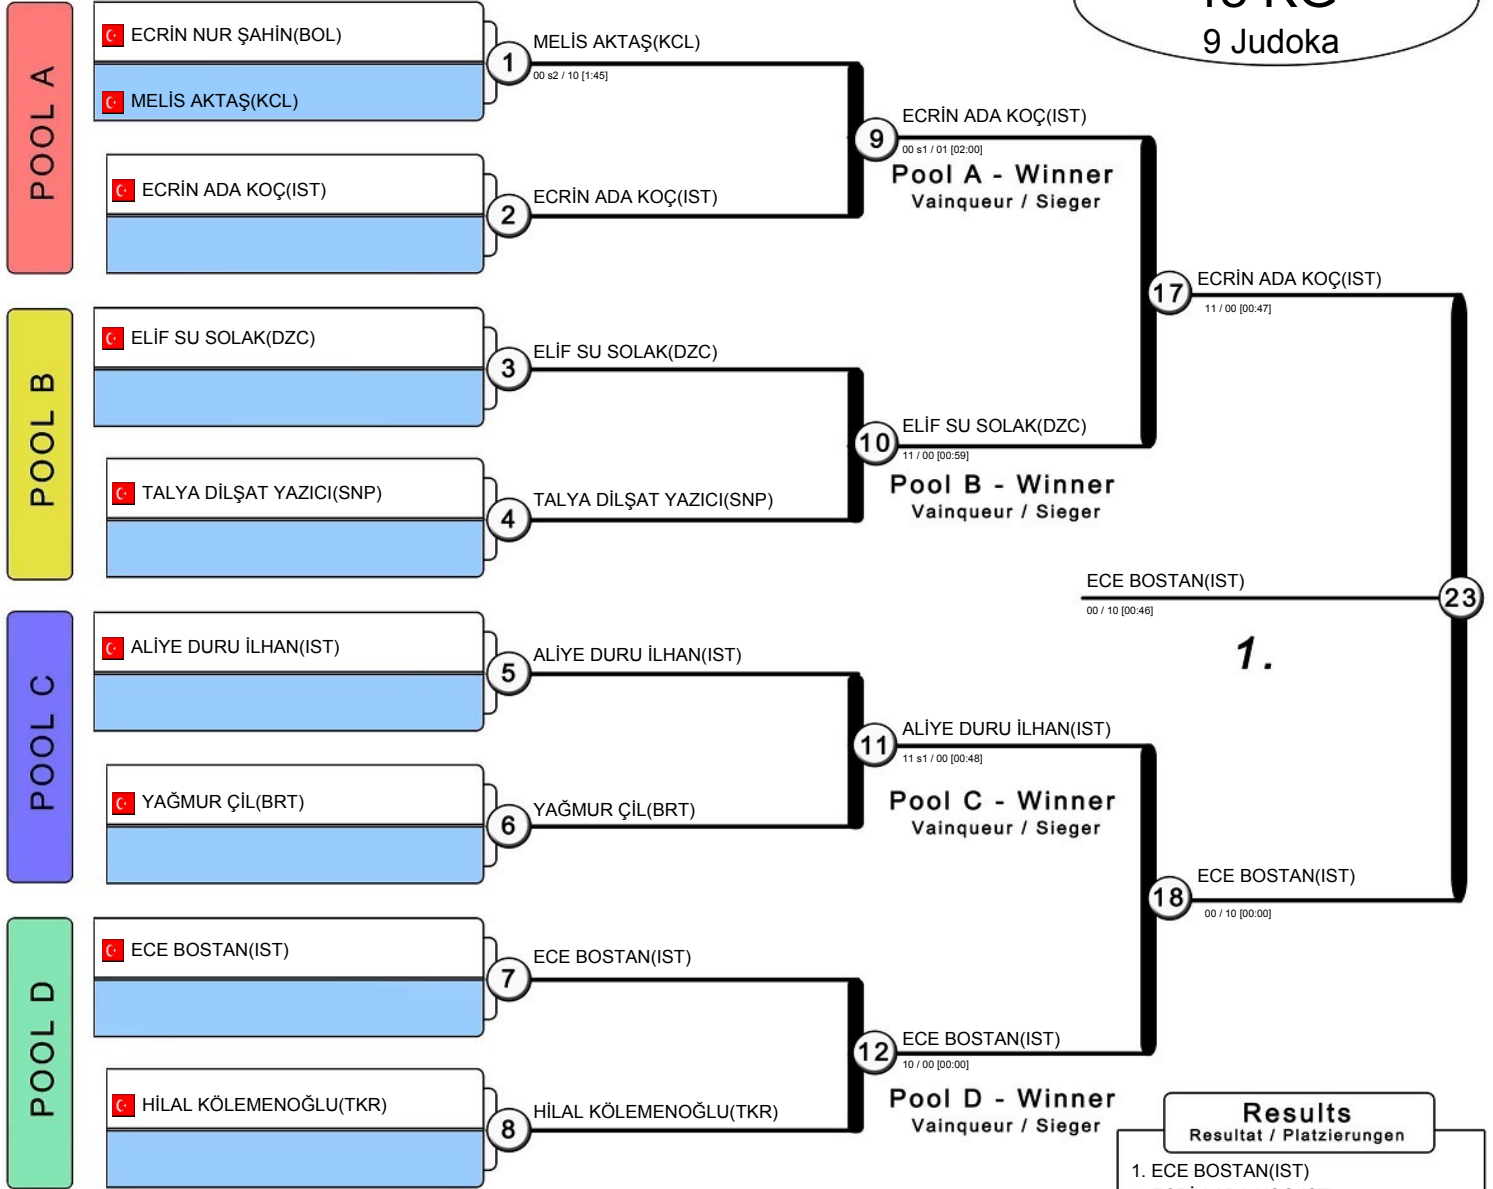 9 Judoka
POOL A
ECRİN NUR ŞAHİN(BOL)
MELİS AKTAŞ(KCL)
1
MELİS AKTAŞ(KCL)
00 s2 / 10 [1:45]
ECRİN ADA KOÇ(IST)
2
ECRİN ADA KOÇ(IST)
9
ECRİN ADA KOÇ(IST)
00 s1 / 01 [02:00]
Pool A - Winner
Vainqueur / Sieger
POOL B
ELİF SU SOLAK(DZC)
3
ELİF SU SOLAK(DZC)
TALYA DİLŞAT YAZICI(SNP)
4
TALYA DİLŞAT YAZICI(SNP)
10
ELİF SU SOLAK(DZC)
11 / 00 [00:59]
Pool B - Winner
Vainqueur / Sieger
17
ECRİN ADA KOÇ(IST)
11 / 00 [00:47]
POOL C
ALİYE DURU İLHAN(IST)
5
ALİYE DURU İLHAN(IST)
YAĞMUR ÇİL(BRT)
6
YAĞMUR ÇİL(BRT)
11
ALİYE DURU İLHAN(IST)
11 s1 / 00 [00:48]
Pool C - Winner
Vainqueur / Sieger
POOL D
ECE BOSTAN(IST)
7
ECE BOSTAN(IST)
HİLAL KÖLEMENOĞLU(TKR)
8
HİLAL KÖLEMENOĞLU(TKR)
12
ECE BOSTAN(IST)
10 / 00 [00:00]
Pool D - Winner
Vainqueur / Sieger
18
ECE BOSTAN(IST)
00 / 10 [00:00]
ECE BOSTAN(IST)
00 / 10 [00:46]
23
1.
Results
Resultat / Platzierungen
1. ECE BOSTAN(IST)